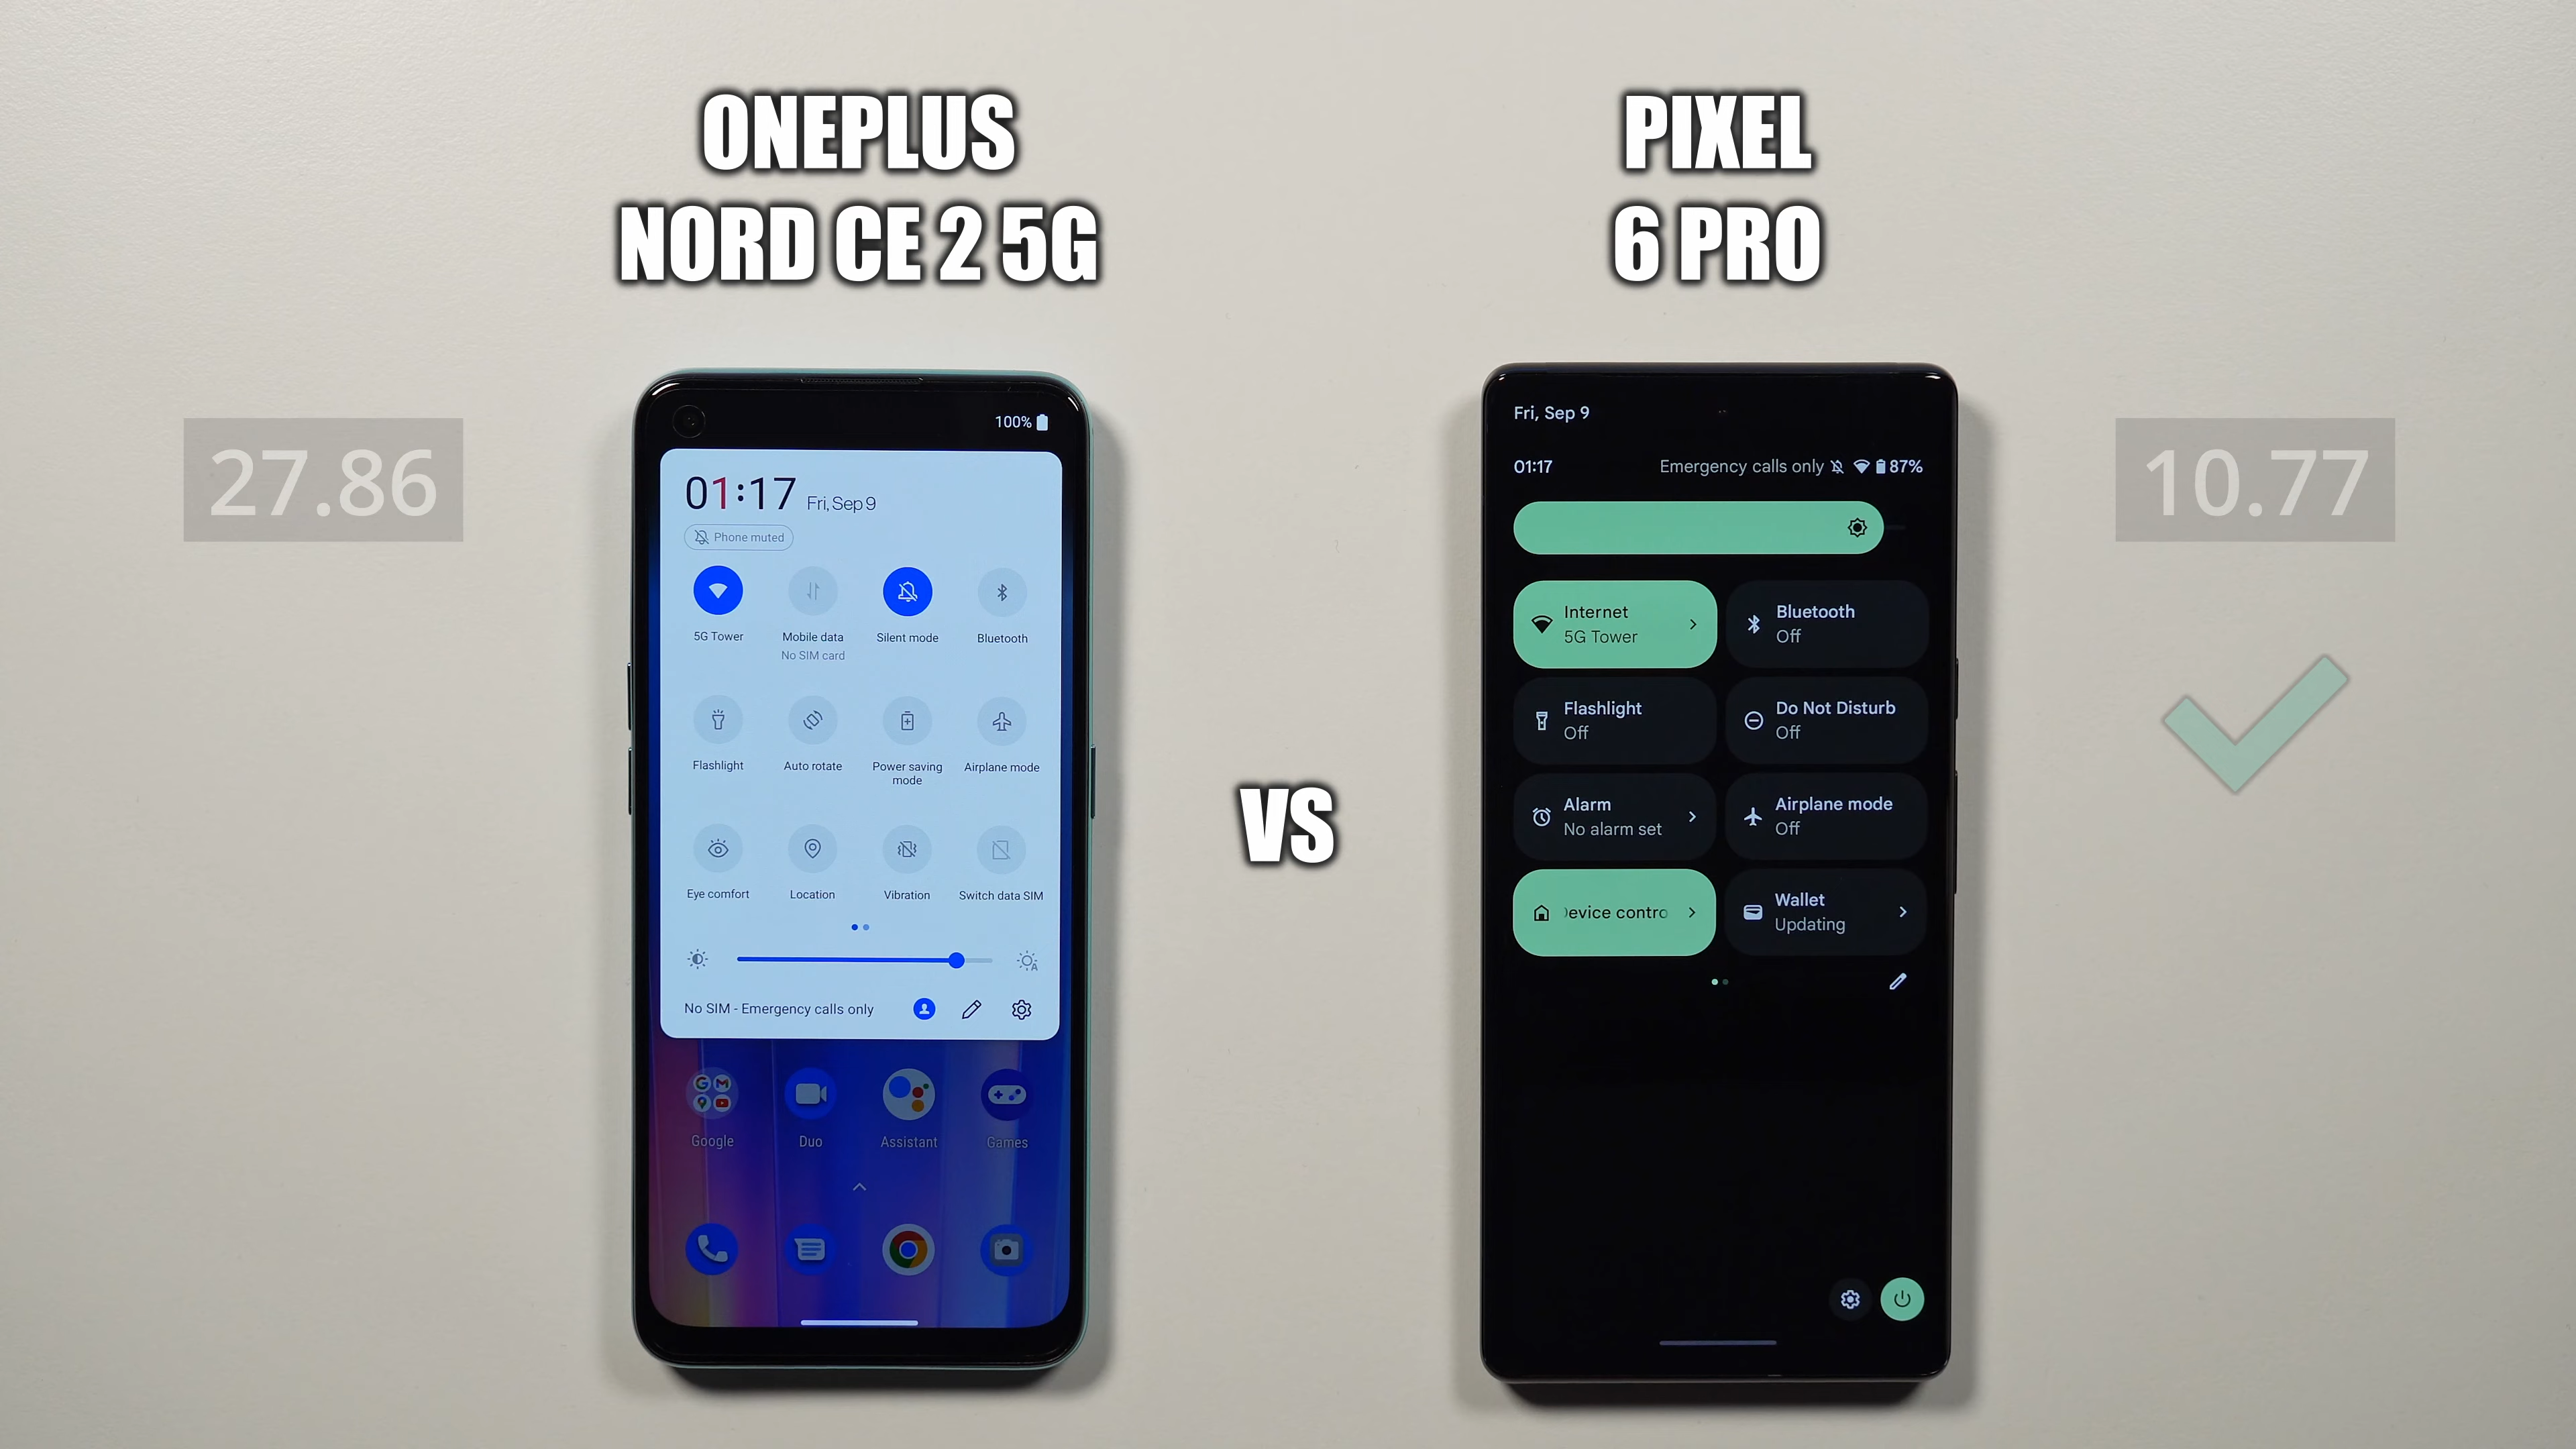 ONEPLUS
NORD CE 2 5G
PIXEL
6 PRO
27.86
100%
01:17 Fri, Sep 9
Phone muted
5G Tower
Mobile data
No SIM card
Silent mode
Bluetooth
Flashlight
Auto rotate
Power saving
mode
Airplane mode
Eye comfort
Location
Vibration
Switch data SIM
No SIM - Emergency calls only
Google
Duo
Assistant
Games
VS
Fri, Sep 9
01:17
Emergency calls only 87%
Internet
5G Tower
Bluetooth
Off
Flashlight
Off
Do Not Disturb
Off
Alarm
No alarm set
Airplane mode
Off
evice contro
Wallet
Updating
10.77